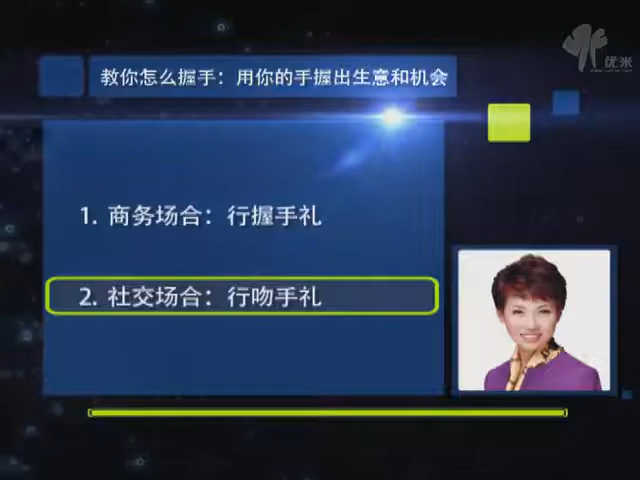 优米
教你怎么握手：用你的手握出生意和机会
1. 商务场合：行握手礼
2. 社交场合：行吻手礼